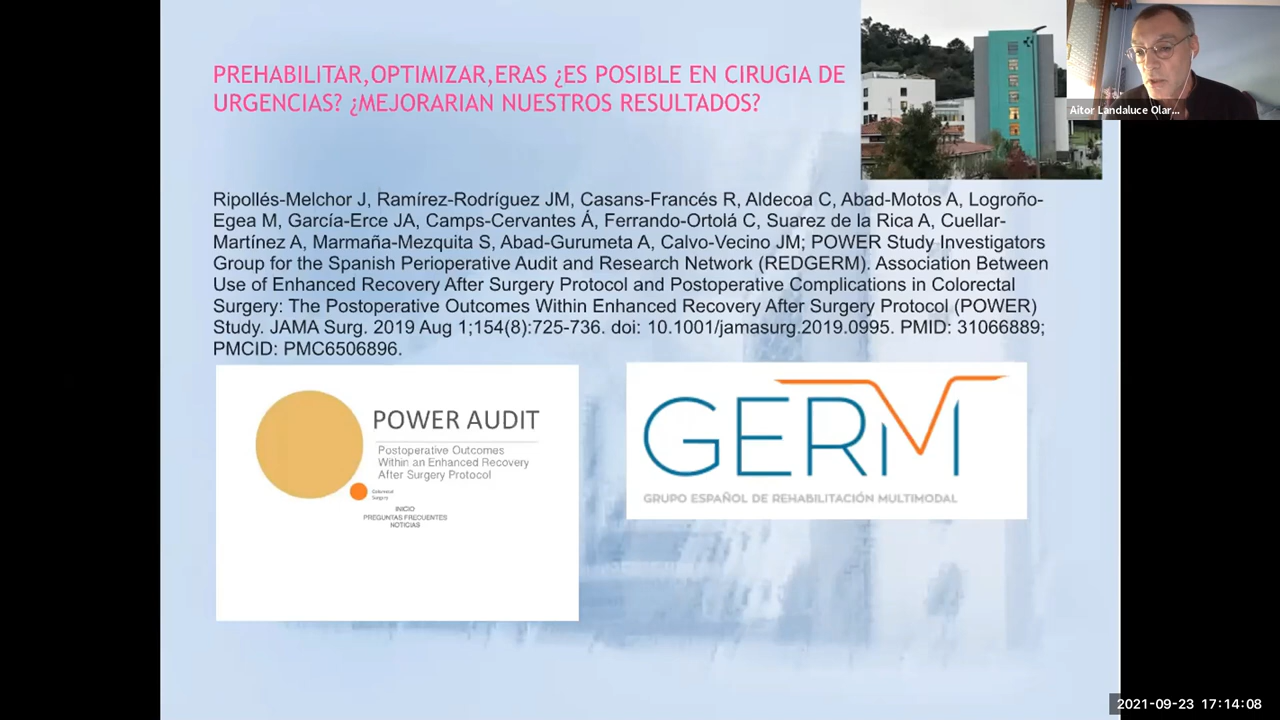 PREHABILITAR,OPTIMIZAR,ERAS ¿ES POSIBLE EN CIRUGIA DE
URGENCIAS? ¿MEJORARIAN NUESTROS RESULTADOS?
Aitor Landaluce Olar...
Ripollés-Melchor J, Ramírez-Rodríguez JM, Casans-Francés R, Aldecoa C, Abad-Motos A, Logroño-
Egea M, García-Erce JA, Camps-Cervantes Á, Ferrando-Ortolá C, Suarez de la Rica A, Cuellar-
Martínez A, Marmaña-Mezquita S, Abad-Gurumeta A, Calvo-Vecino JM; POWER Study Investigators
Group for the Spanish Perioperative Audit and Research Network (REDGERM). Association Between
Use of Enhanced Recovery After Surgery Protocol and Postoperative Complications in Colorectal
Surgery: The Postoperative Outcomes Within Enhanced Recovery After Surgery Protocol (POWER)
Study. JAMA Surg. 2019 Aug 1;154(8):725-736. doi: 10.1001/jamasurg.2019.0995. PMID: 31066889;
PMCID: PMC6506896.
POWER AUDIT
Postoperative Outcomes
Within an Enhanced Recovery
After Surgery Protocol
Colorectal
Surgery
INICIO
PREGUNTAS FRECUENTES
NOTICIAS
GERM
GRUPO ESPAÑOL DE REHABILITACIÓN MULTIMODAL
2021-09-23 17:14:08